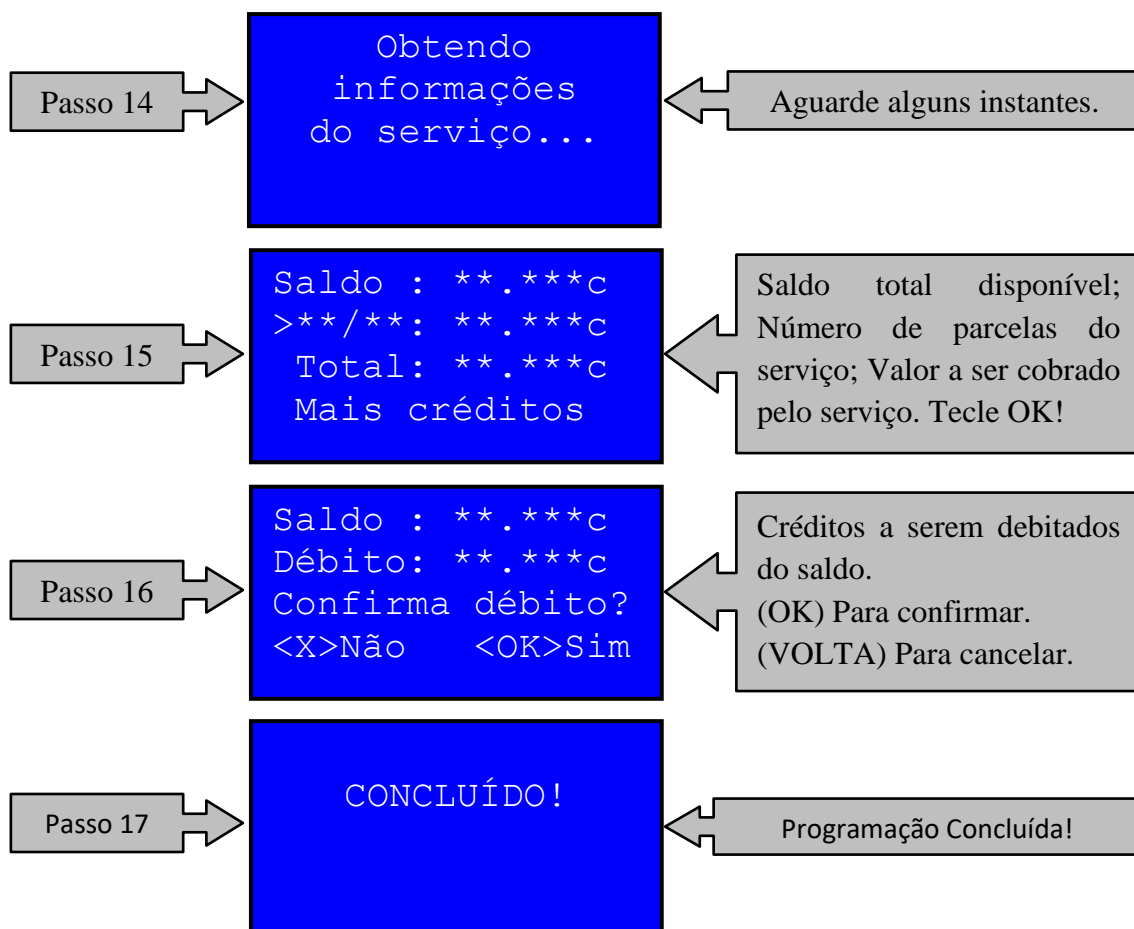 Passo 14
Obtendo
informações
do serviço...
Aguarde alguns instantes.
Passo 15
Saldo : **.***c
>**/**: **.***c
Total: **.***c
Mais créditos
Saldo total disponível;
Número de parcelas do
serviço; Valor a ser cobrado
pelo serviço. Tecle OK!
Passo 16
Saldo : **.***c
Débito: **.***c
Confirma débito?
<X>Não <OK>Sim
Créditos a serem debitados
do saldo.
(OK) Para confirmar.
(VOLTA) Para cancelar.
Passo 17
CONCLUÍDO!
Programação Concluída!